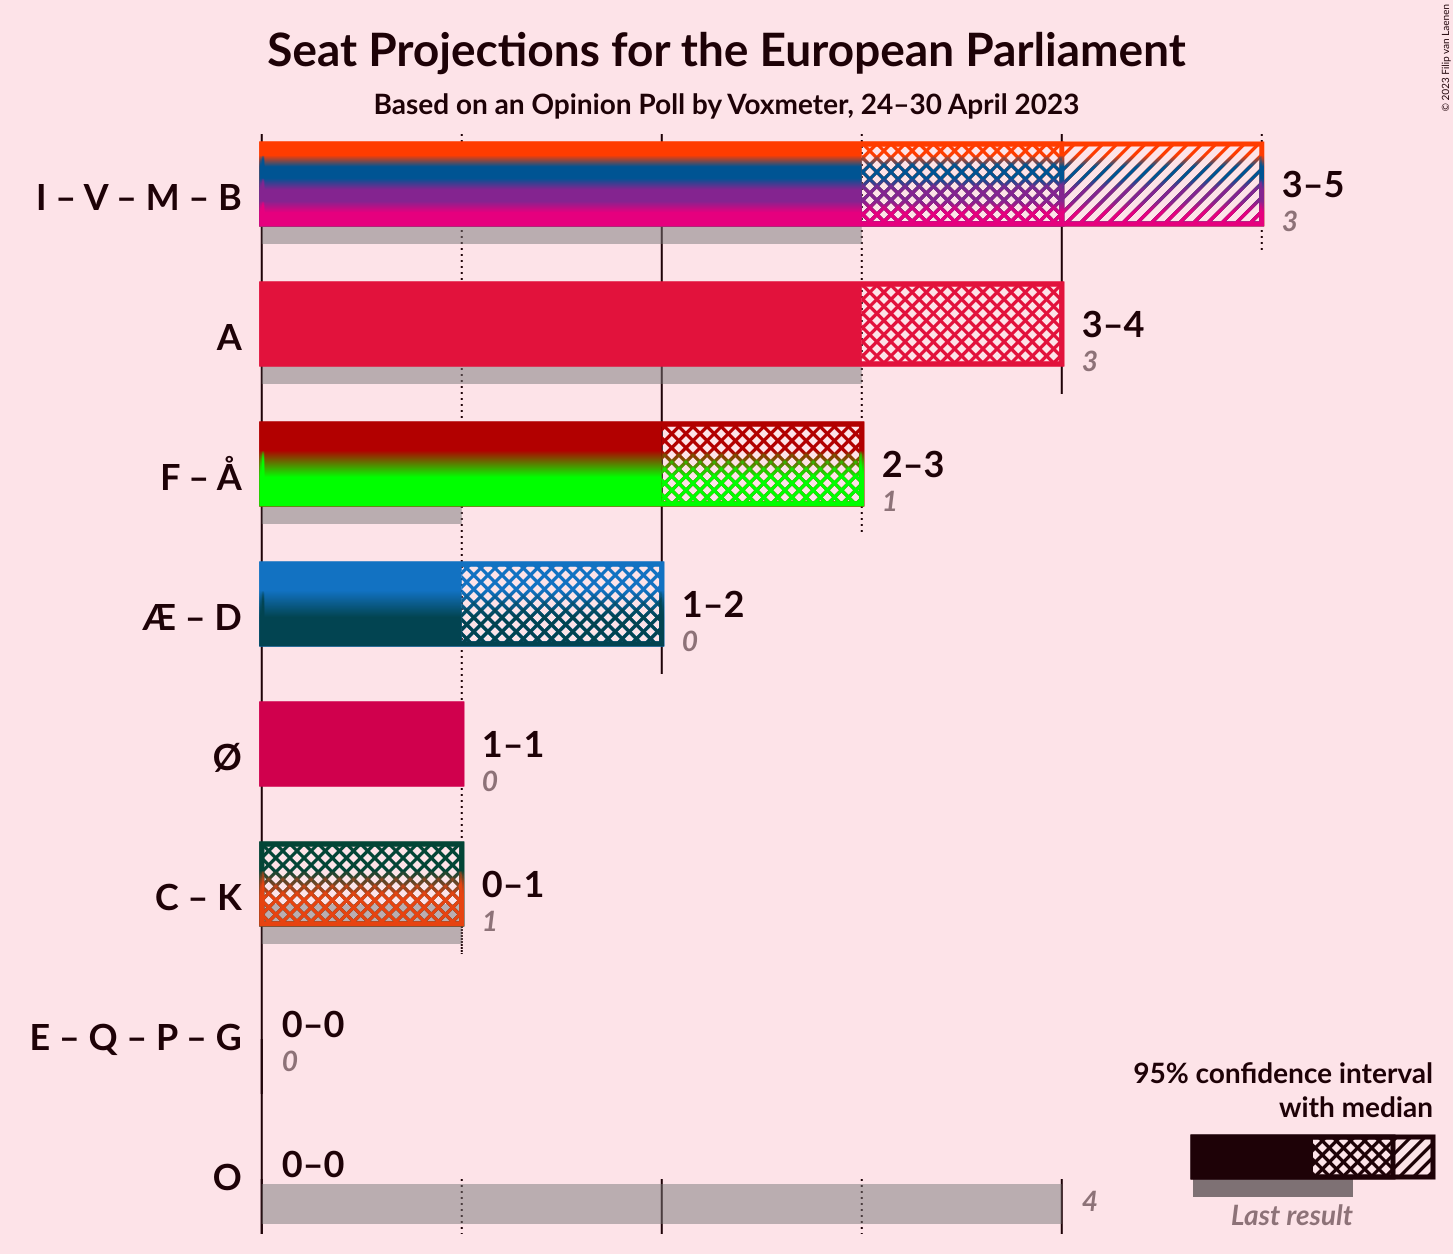 Seat Projections for the European Parliament
Based on an Opinion Poll by Voxmeter, 24–30 April 2023
© 2023 Filip van Laenen
I – V – M – B
3–5
3
A
3–4
3
F – Å
2–3
1
Æ – D
1–2
0
Ø
1–1
0
C – K
0–1
1
E – Q – P – G
0–0
0
O
0–0
4
95% confidence interval
with median
Last result